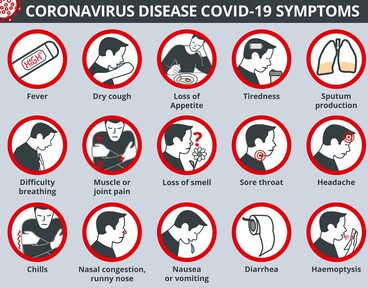 CORONAVIRUS DISEASE COVID-19 SYMPTOMS
HIGH
Fever
Dry cough
Loss of
Appetite
Tiredness
Sputum
production
?
Difficulty
breathing
Muscle or
joint pain
Loss of smell
Sore throat
Headache
Chills
Nasal congestion,
runny nose
Nausea
or vomiting
Diarrhea
Haemoptysis